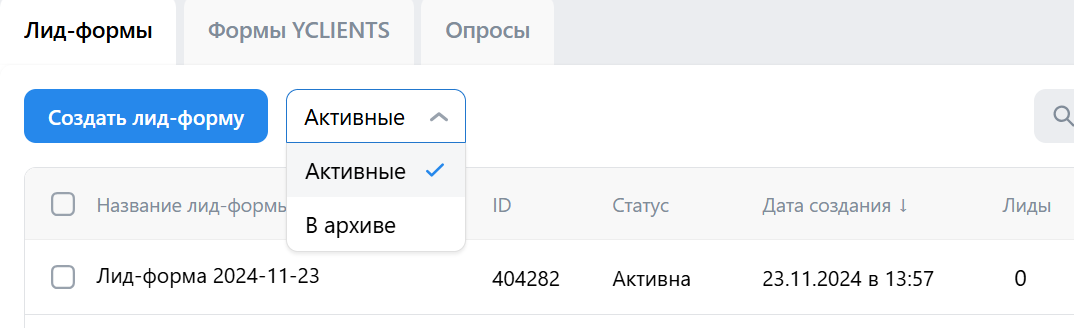 Лид-формы Формы YCLIENTS Опросы
Создать лид-форму Активные
Активные
В архиве
Название лид-формы ID Статус Дата создания ↓ Лиды
Лид-форма 2024-11-23 404282 Активна 23.11.2024 в 13:57 0